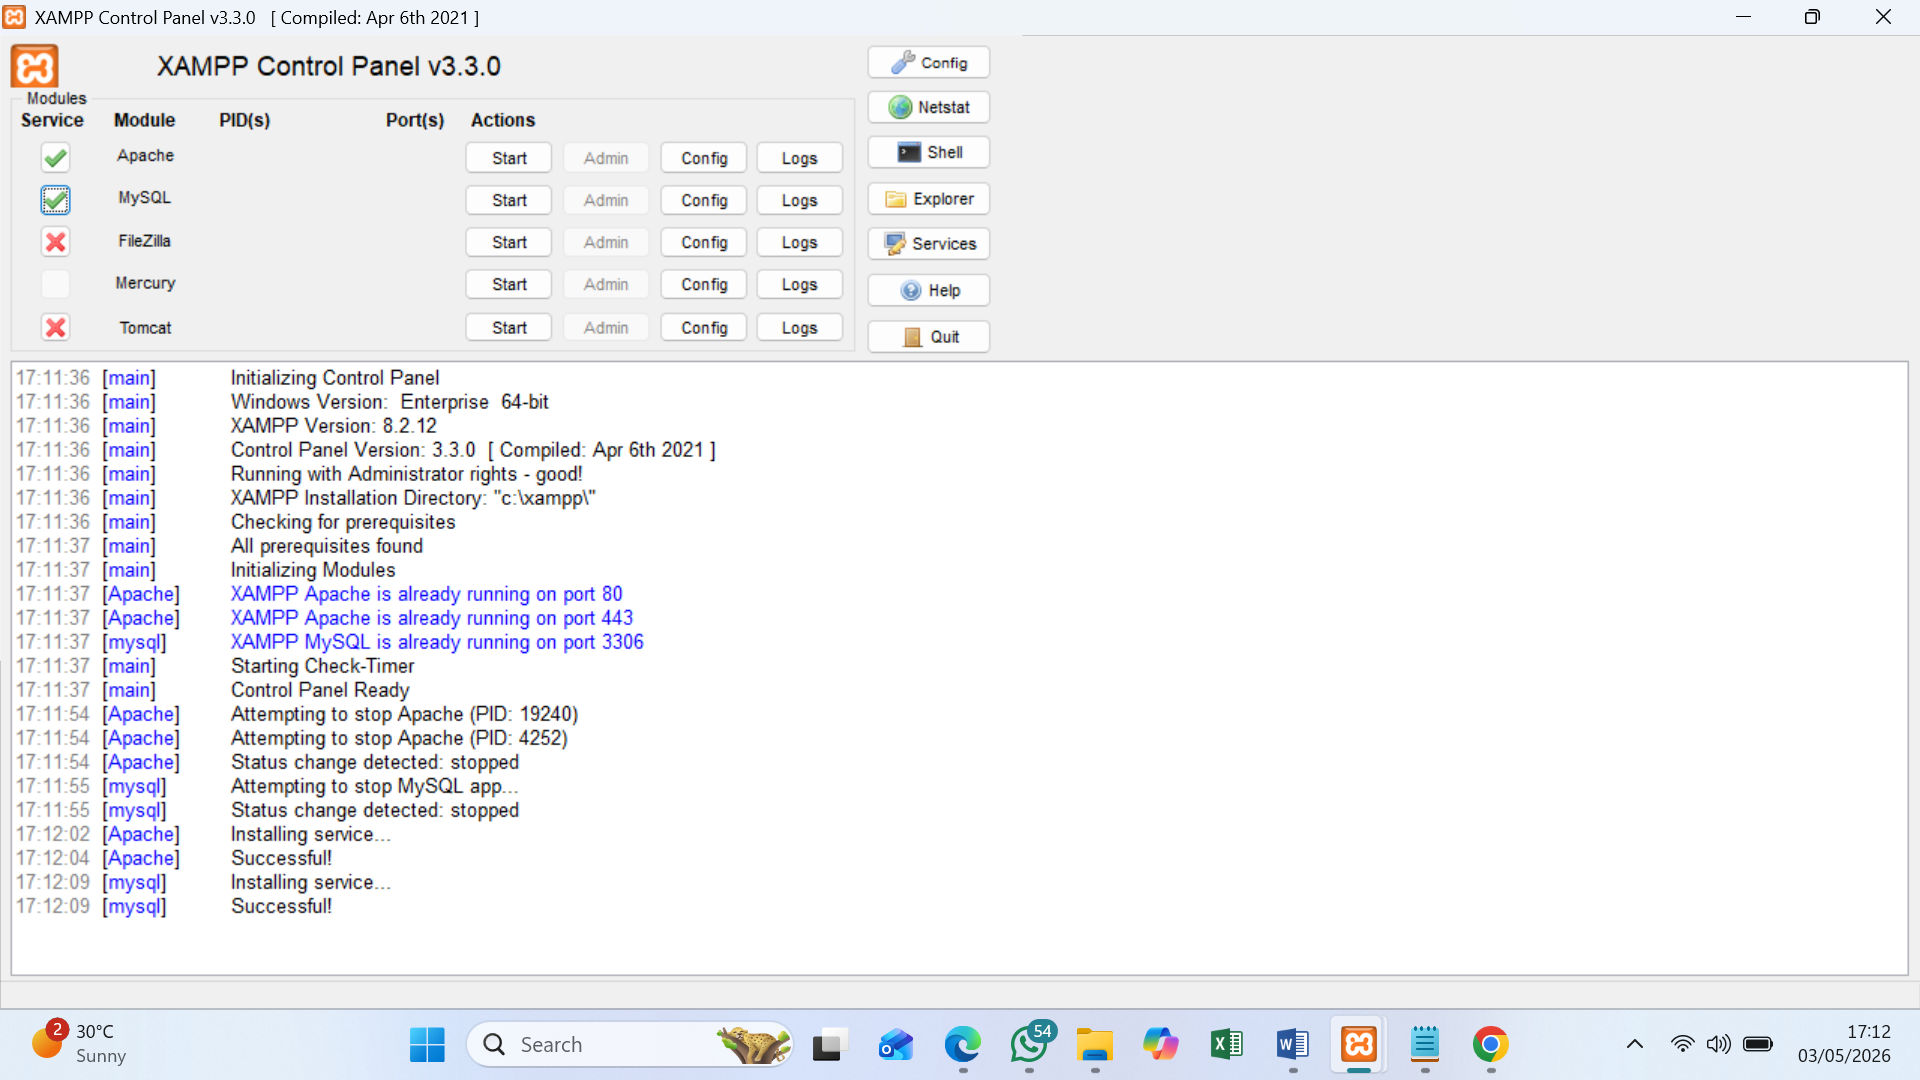 XAMPP Control Panel v3.3.0 [ Compiled: Apr 6th 2021 ]
XAMPP Control Panel v3.3.0
Config
Modules
Service Module PID(s) Port(s) Actions
Netstat
Apache Start Admin Config Logs
Shell
MySQL Start Admin Config Logs
Explorer
FileZilla Start Admin Config Logs
Services
Mercury Start Admin Config Logs
Help
Tomcat Start Admin Config Logs
Quit
17:11:36 [main] Initializing Control Panel
17:11:36 [main] Windows Version: Enterprise 64-bit
17:11:36 [main] XAMPP Version: 8.2.12
17:11:36 [main] Control Panel Version: 3.3.0 [ Compiled: Apr 6th 2021 ]
17:11:36 [main] Running with Administrator rights - good!
17:11:36 [main] XAMPP Installation Directory: "c:\xampp\"
17:11:36 [main] Checking for prerequisites
17:11:37 [main] All prerequisites found
17:11:37 [main] Initializing Modules
17:11:37 [Apache] XAMPP Apache is already running on port 80
17:11:37 [Apache] XAMPP Apache is already running on port 443
17:11:37 [mysql] XAMPP MySQL is already running on port 3306
17:11:37 [main] Starting Check-Timer
17:11:37 [main] Control Panel Ready
17:11:54 [Apache] Attempting to stop Apache (PID: 19240)
17:11:54 [Apache] Attempting to stop Apache (PID: 4252)
17:11:54 [Apache] Status change detected: stopped
17:11:55 [mysql] Attempting to stop MySQL app...
17:11:55 [mysql] Status change detected: stopped
17:12:02 [Apache] Installing service...
17:12:04 [Apache] Successful!
17:12:09 [mysql] Installing service...
17:12:09 [mysql] Successful!
2
30°C
Sunny
Search
54
17:12
03/05/2026